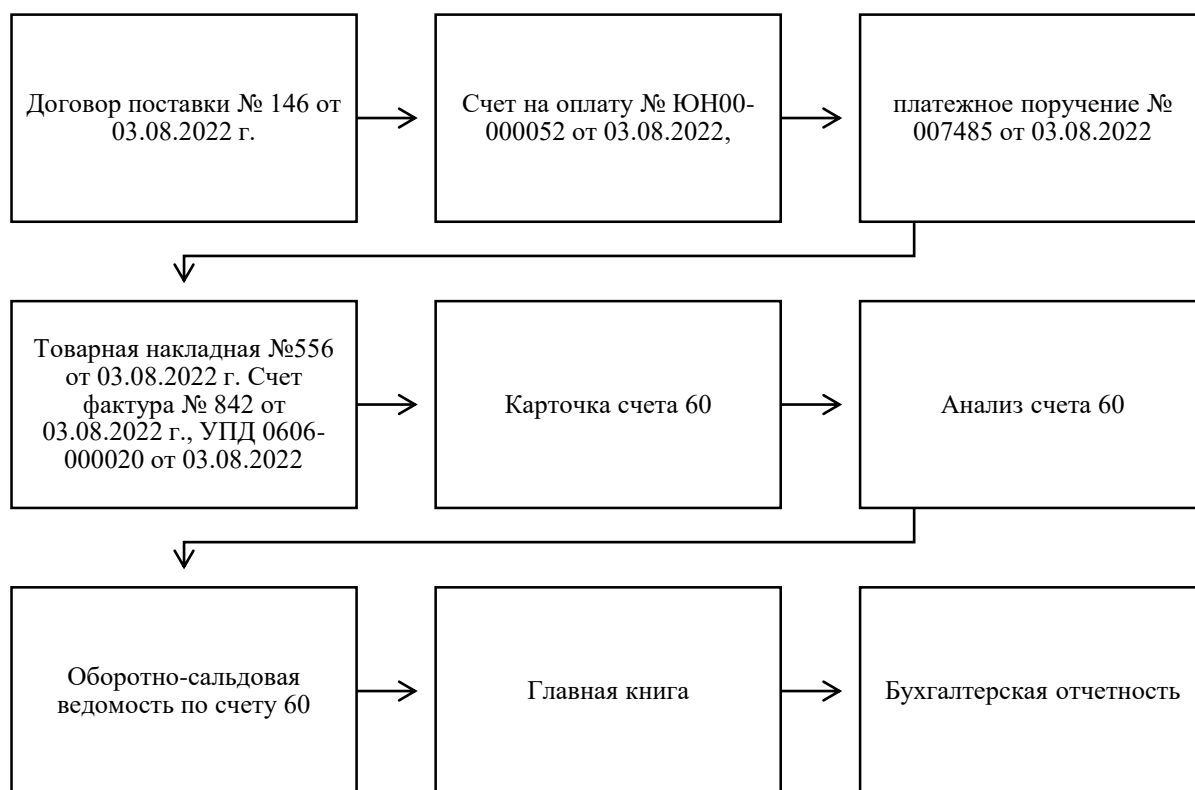 Договор поставки № 146 от
03.08.2022 г.
Счет на оплату № ЮН00-
000052 от 03.08.2022,
платежное поручение №
007485 от 03.08.2022
Товарная накладная №556
от 03.08.2022 г. Счет
фактура № 842 от
03.08.2022 г., УПД 0606-
000020 от 03.08.2022
Карточка счета 60
Анализ счета 60
Оборотно-сальдовая
ведомость по счету 60
Главная книга
Бухгалтерская отчетность